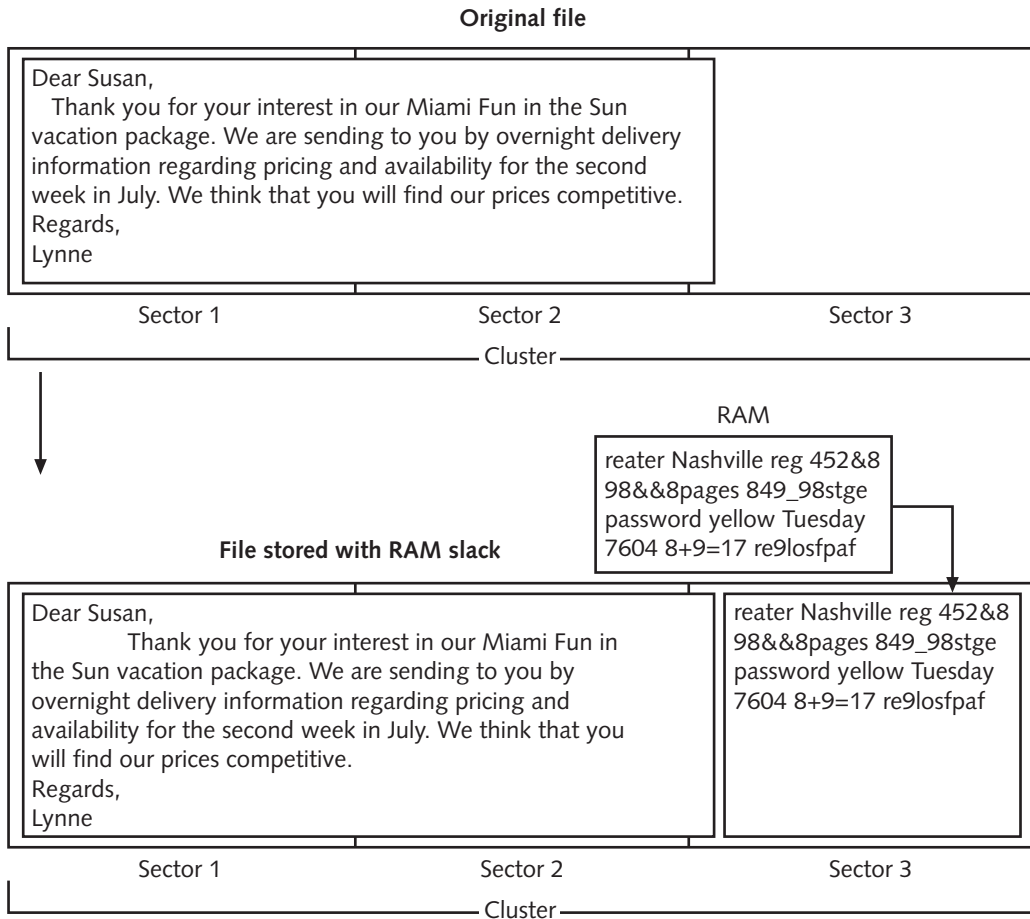 Original file
Dear Susan,
Thank you for your interest in our Miami Fun in the Sun
vacation package. We are sending to you by overnight delivery
information regarding pricing and availability for the second
week in July. We think that you will find our prices competitive.
Regards,
Lynne
Sector 1 Sector 2 Sector 3
Cluster
RAM
reater Nashville reg 452&8
98&&8pages 849_98stge
password yellow Tuesday
7604 8+9=17 re9losfpaf
File stored with RAM slack
Dear Susan,
Thank you for your interest in our Miami Fun in
the Sun vacation package. We are sending to you by
overnight delivery information regarding pricing and
availability for the second week in July. We think that you
will find our prices competitive.
Regards,
Lynne
reater Nashville reg 452&8
98&&8pages 849_98stge
password yellow Tuesday
7604 8+9=17 re9losfpaf
Sector 1 Sector 2 Sector 3
Cluster